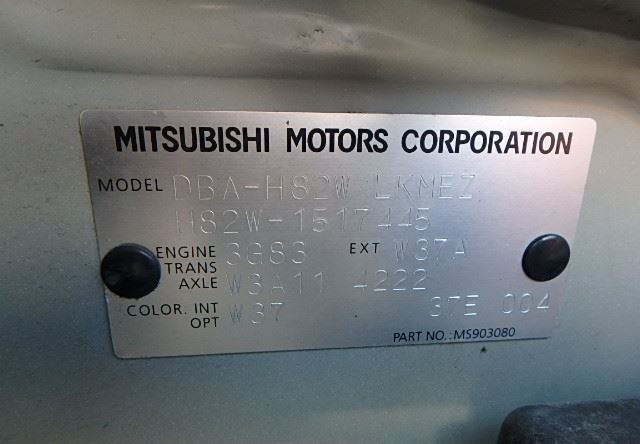 MITSUBISHI MOTORS CORPORATION
MODEL DBA-H82W LKMEZ
H82W-1517445
ENGINE 3G83 EXT W37A
TRANS
AXLE W3A11 4222
COLOR. INT W37 37E 004
OPT
PART NO.:MS903080